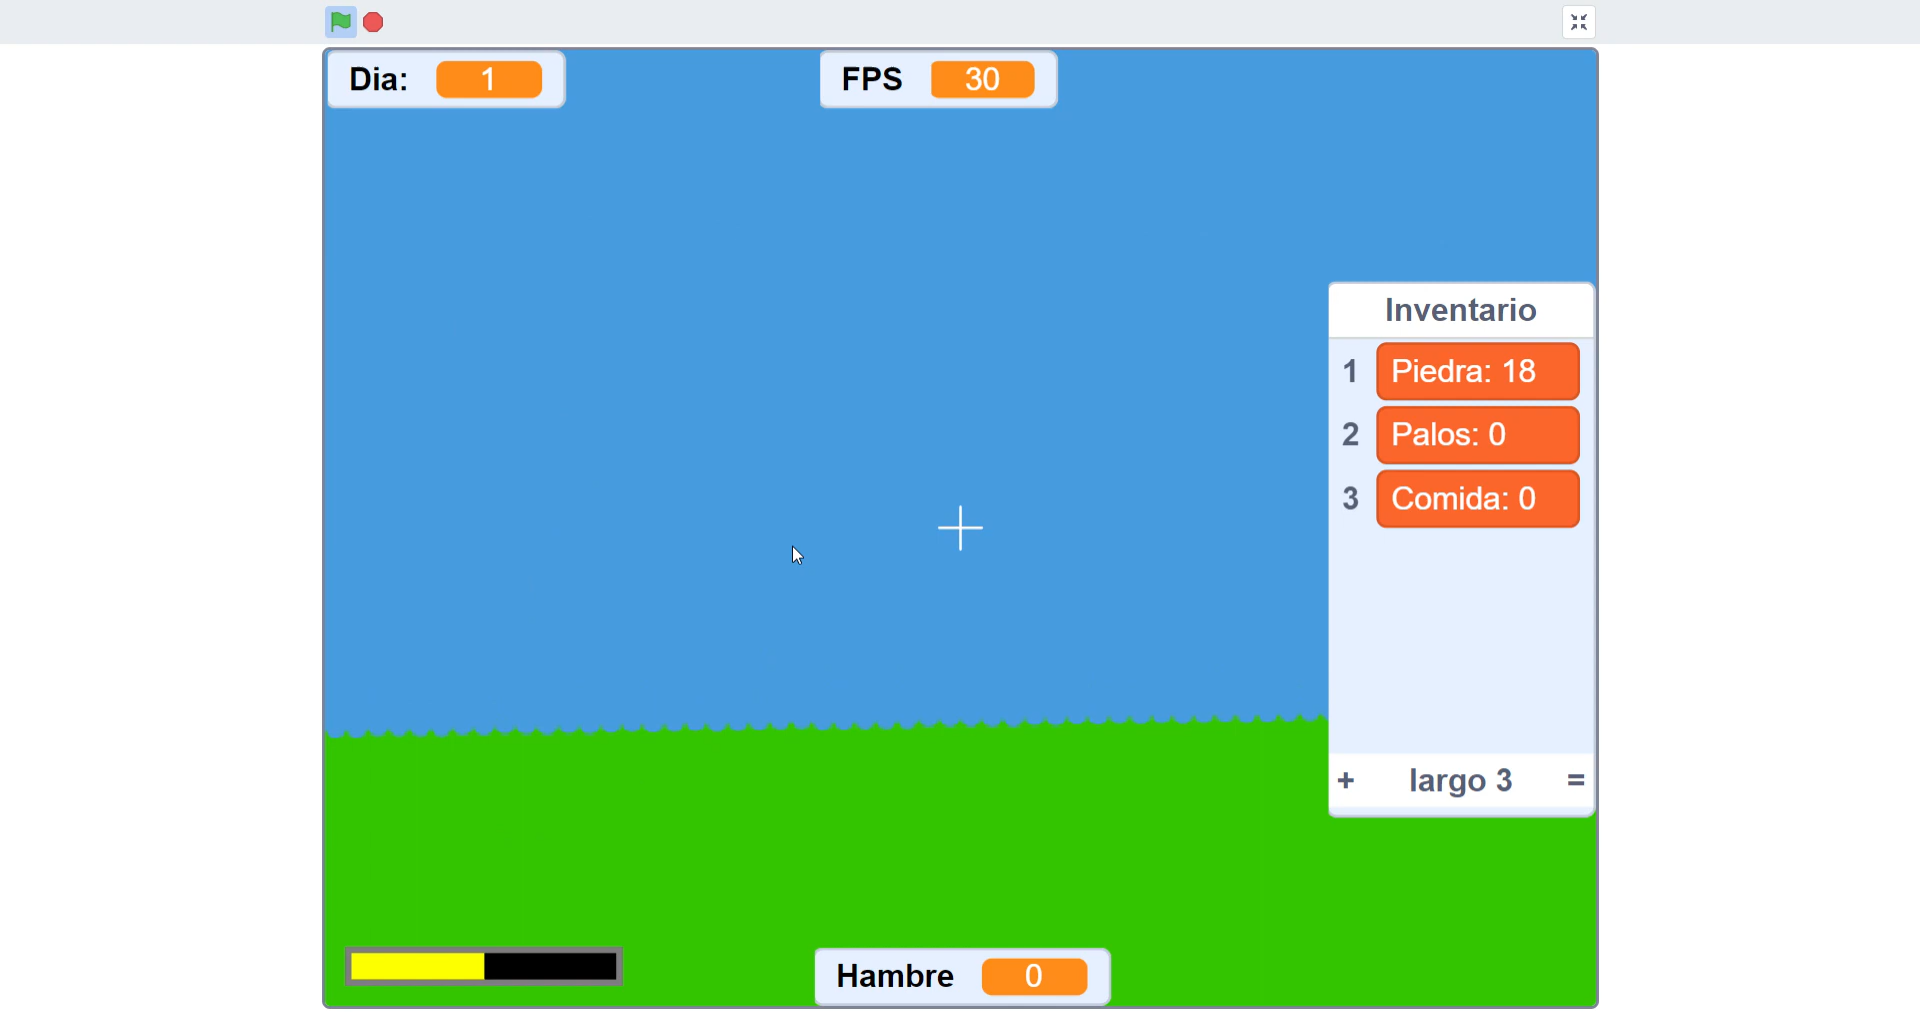 Dia: 1
FPS 30
Inventario
1 Piedra: 18
2 Palos: 0
3 Comida: 0
+ largo 3 =
Hambre 0